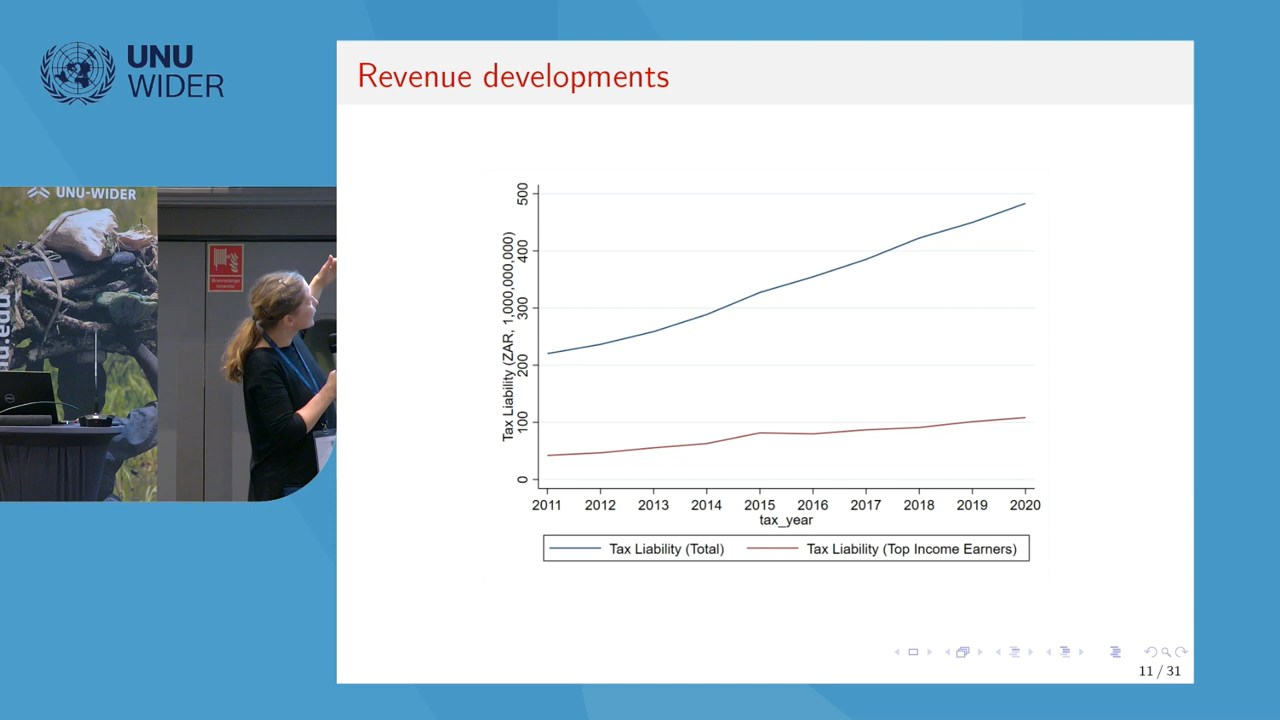 UNU
WIDER
Revenue developments
UNU-WIDER
Tax Liability (ZAR, 1,000,000,000)
500
400
300
200
100
0
2011 2012 2013 2014 2015 2016 2017 2018 2019 2020
tax_year
Tax Liability (Total) Tax Liability (Top Income Earners)
11 / 31